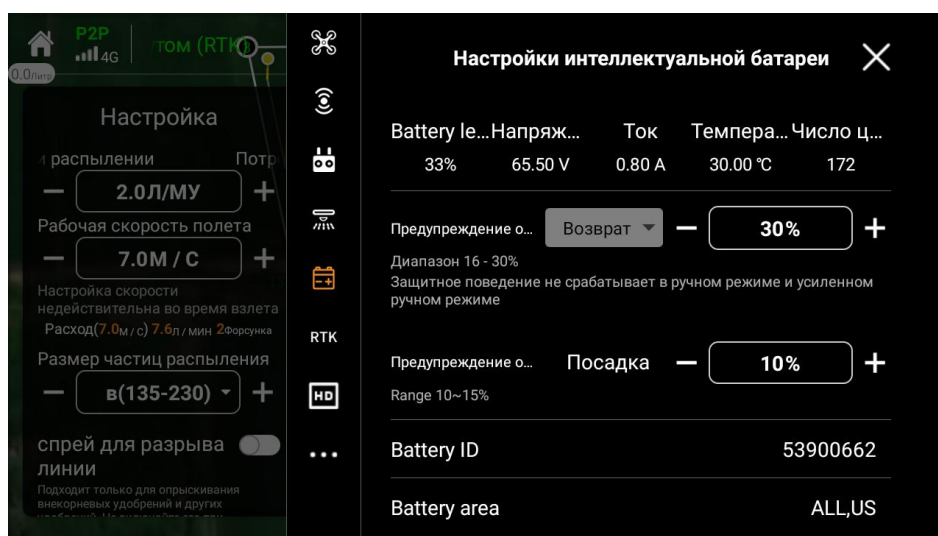 P2P
4G
том (RTK)
0.0Литр
Настройка
распылении
Потр
2.0Л/МУ
Рабочая скорость полета
7.0М / С
Настройка скорости
недействительна во время взлета
Расход(7.0м / с) 7.6л / мин 2Форсунка
Размер частиц распыления
в(135-230)
спрей для разрыва
линии
Подходит только для опрыскивания
внекорневых удобрений и других
RTK
HD
Настройки интеллектуальной батареи
Battery le... Напряж... Ток Темпера... Число ц...
33% 65.50 V 0.80 A 30.00 ℃ 172
Предупреждение о... Возврат 30%
Диапазон 16 - 30%
Защитное поведение не срабатывает в ручном режиме и усиленном
ручном режиме
Предупреждение о... Посадка 10%
Range 10~15%
Battery ID 53900662
Battery area ALL,US